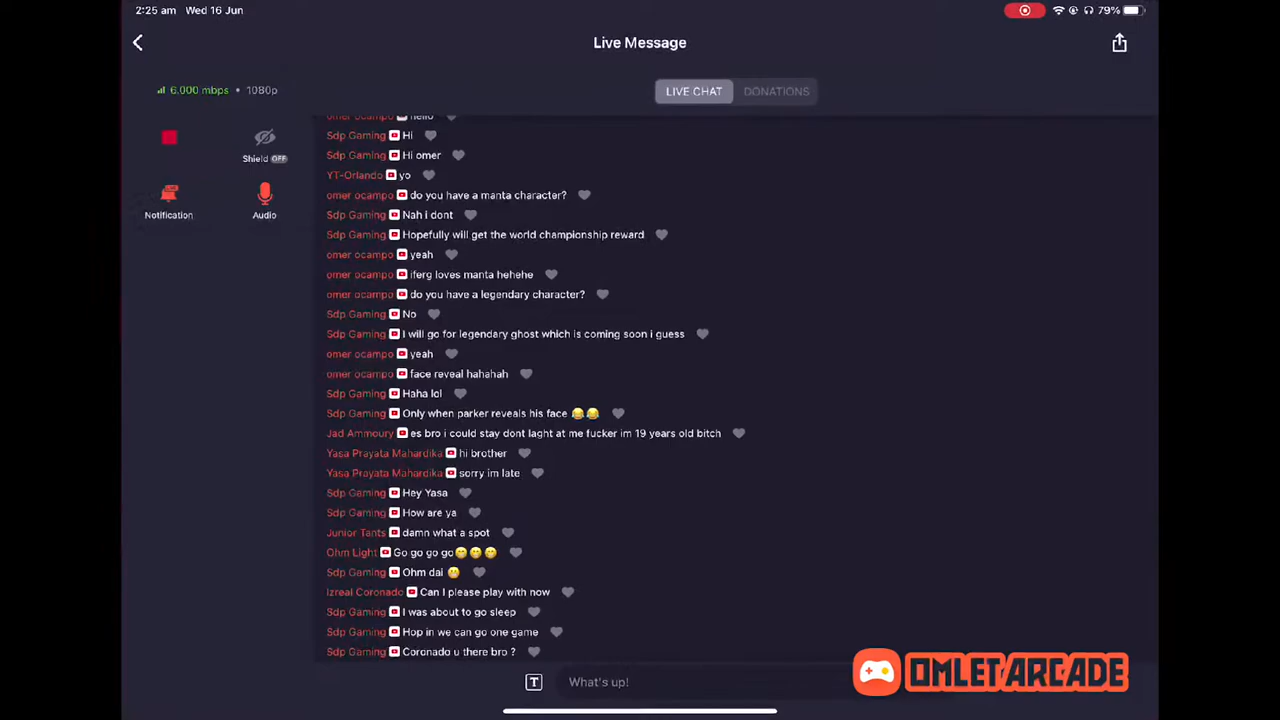 2:25 am Wed 16 Jun
79%
Live Message
6.000 mbps • 1080p
LIVE CHAT DONATIONS
Shield OFF
Notification Audio
omer ocampo hello
Sdp Gaming Hi
Sdp Gaming Hi omer
YT-Orlando yo
omer ocampo do you have a manta character?
Sdp Gaming Nah i dont
Sdp Gaming Hopefully will get the world championship reward
omer ocampo yeah
omer ocampo iferg loves manta hehehe
omer ocampo do you have a legendary character?
Sdp Gaming No
Sdp Gaming I will go for legendary ghost which is coming soon i guess
omer ocampo yeah
omer ocampo face reveal hahahah
Sdp Gaming Haha lol
Sdp Gaming Only when parker reveals his face 😂😂
Jad Ammoury es bro i could stay dont laght at me fucker im 19 years old bitch
Yasa Prayata Mahardika hi brother
Yasa Prayata Mahardika sorry im late
Sdp Gaming Hey Yasa
Sdp Gaming How are ya
Junior Tants damn what a spot
Ohm Light Go go go go😁😁😁
Sdp Gaming Ohm dai 😁
Izreal Coronado Can I please play with now
Sdp Gaming I was about to go sleep
Sdp Gaming Hop in we can go one game
Sdp Gaming Coronado u there bro ?
T What's up!
OMLET ARCADE